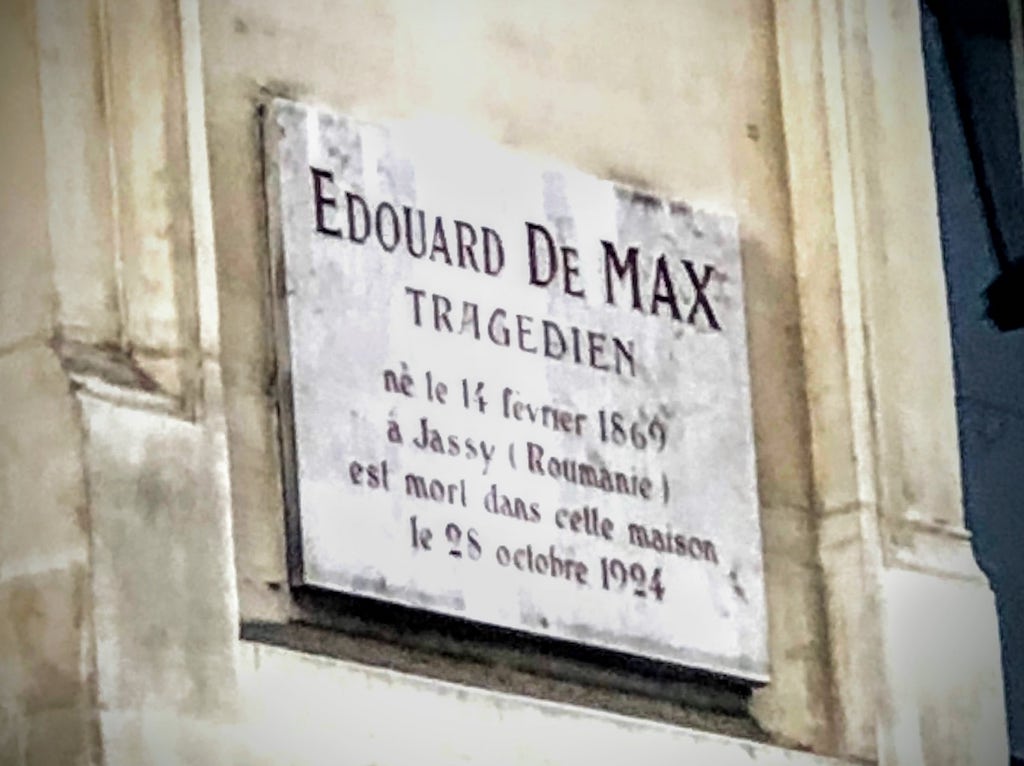 EDOUARD DE MAX
TRAGEDIEN
né le 14 février 1869
à Jassy (Roumanie)
est mort dans cette maison
le 28 octobre 1924